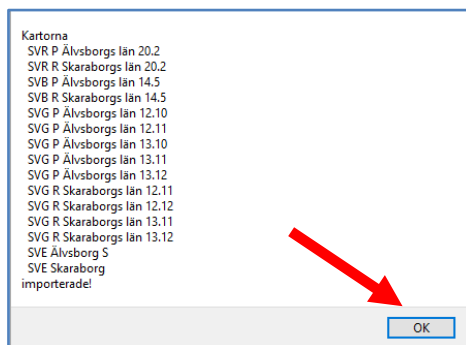 Kartorna
SVR P Älvsborgs län 20.2
SVR R Skaraborgs län 20.2
SVB P Älvsborgs län 14.5
SVB R Skaraborgs län 14.5
SVG P Älvsborgs län 12.10
SVG P Älvsborgs län 12.11
SVG P Älvsborgs län 13.10
SVG P Älvsborgs län 13.11
SVG P Älvsborgs län 13.12
SVG R Skaraborgs län 12.11
SVG R Skaraborgs län 12.12
SVG R Skaraborgs län 13.11
SVG R Skaraborgs län 13.12
SVE Älvsborg S
SVE Skaraborg
importerade!
OK